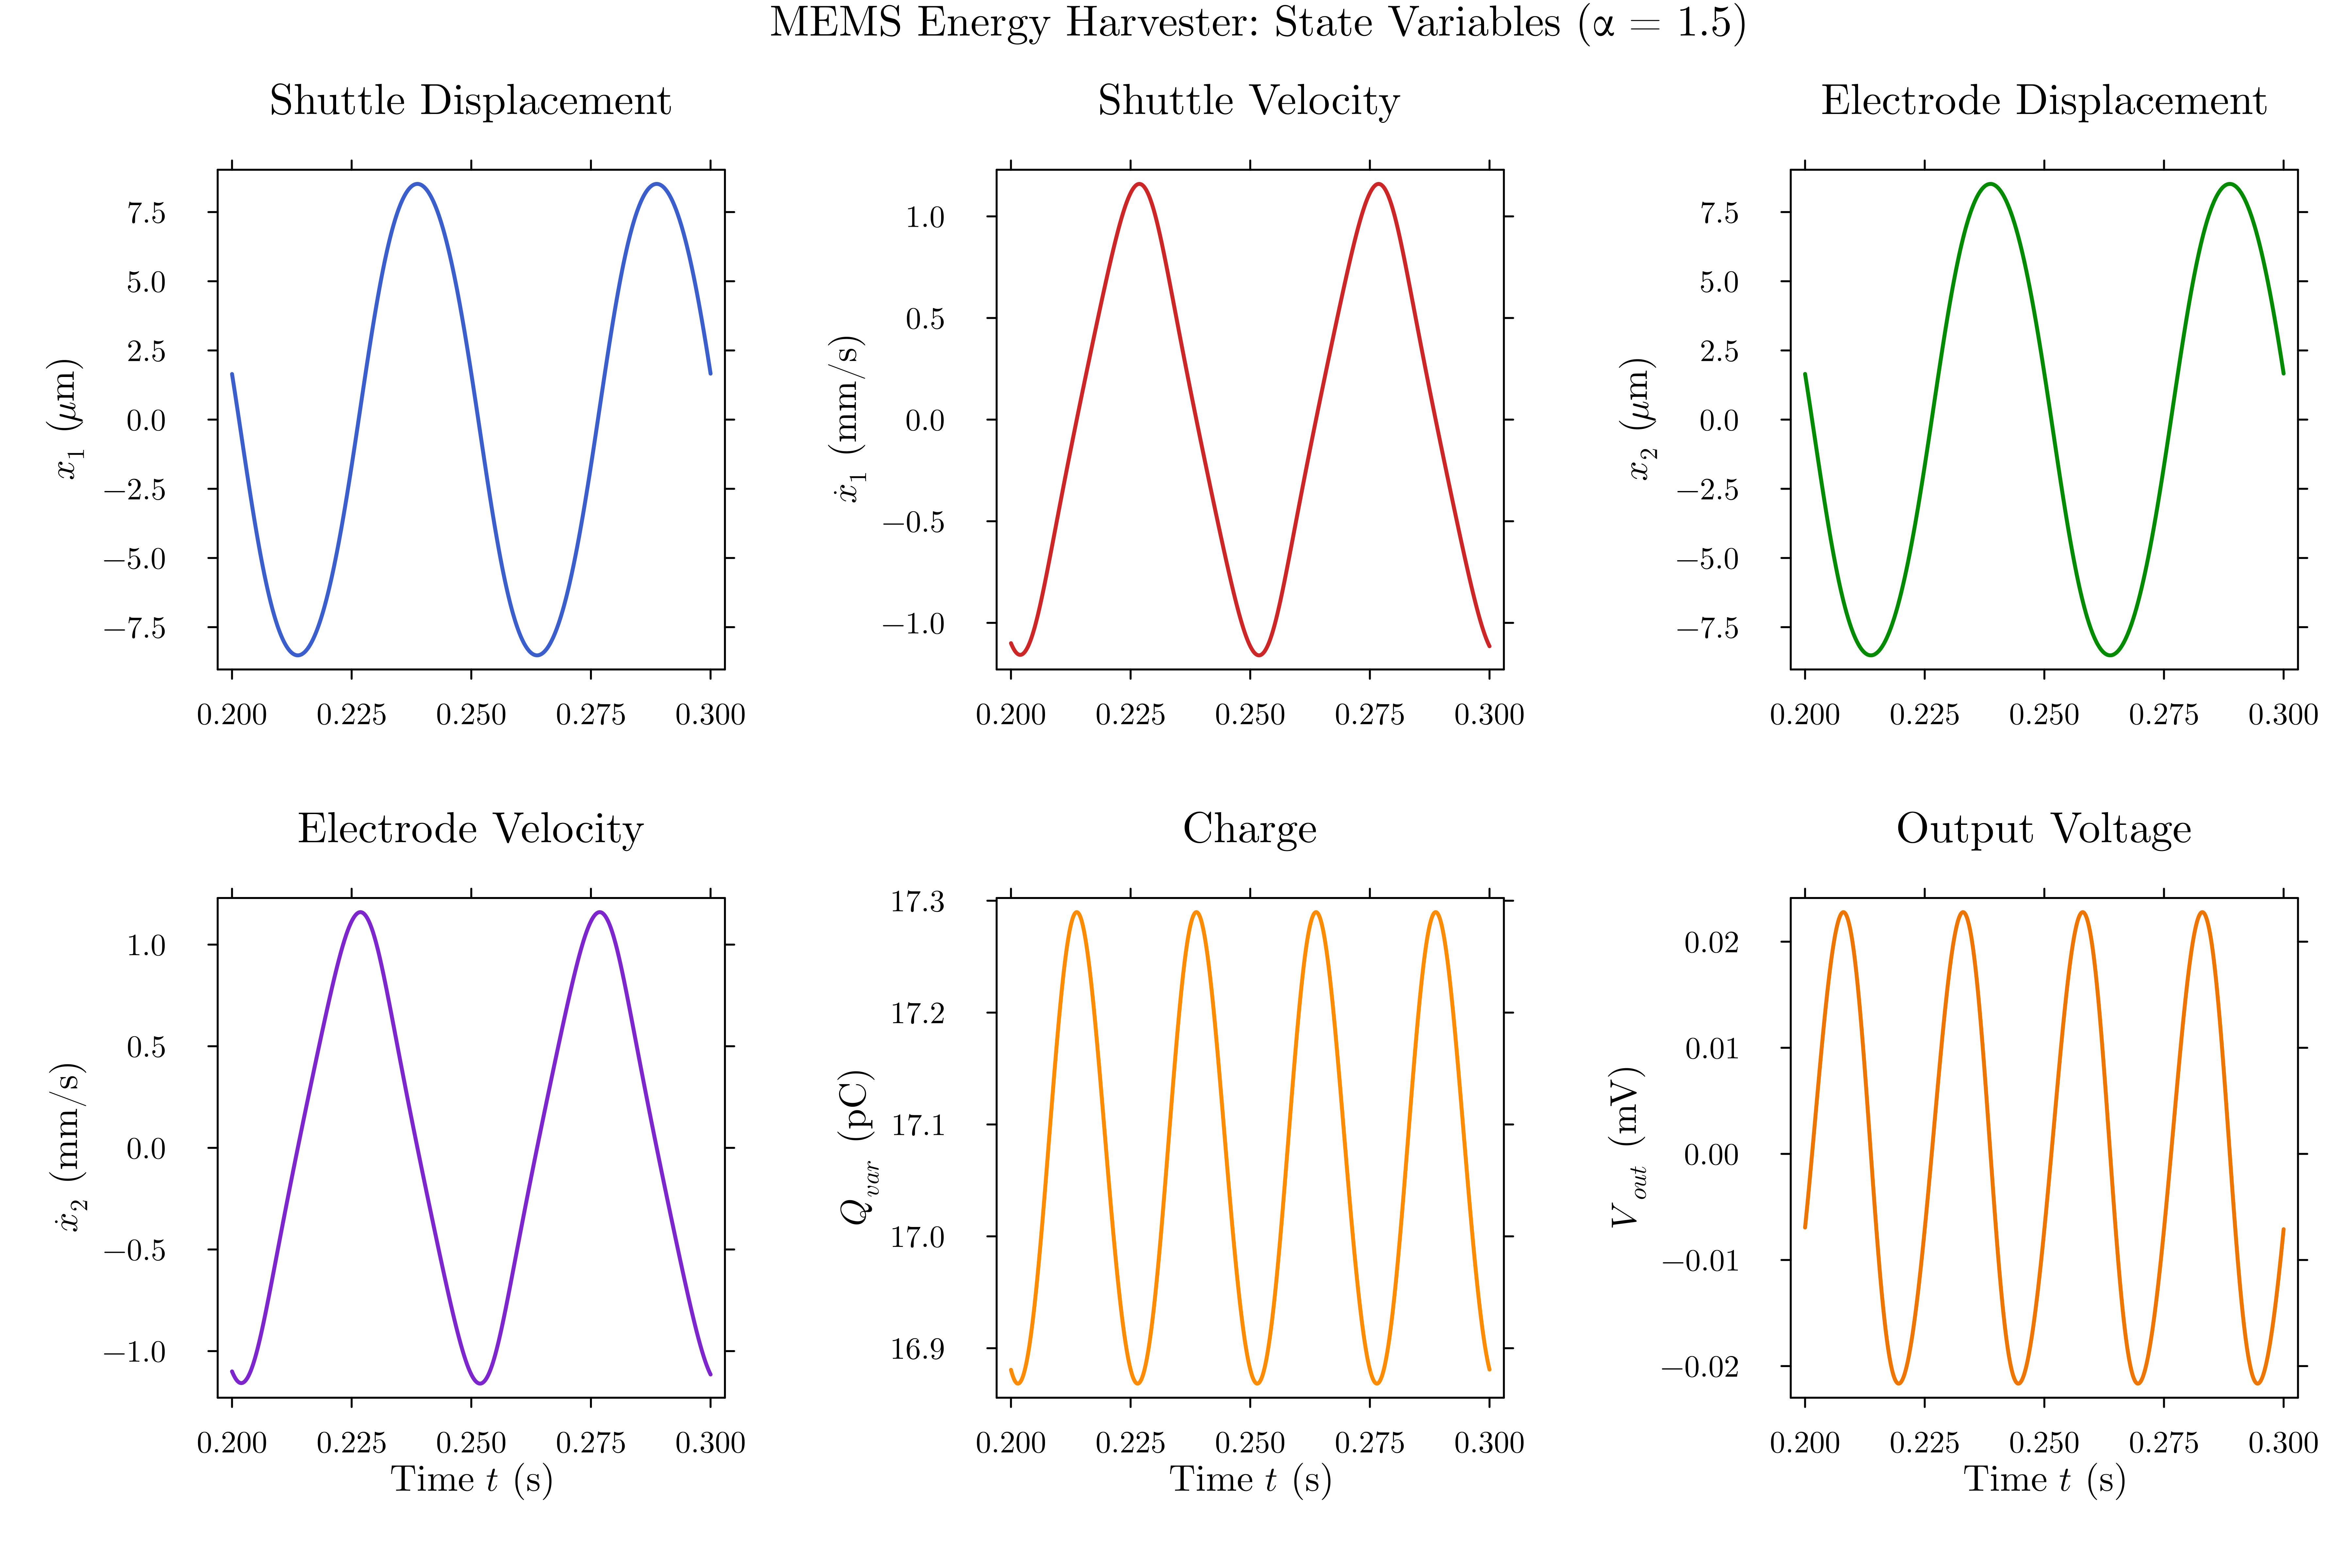 MEMS Energy Harvester: State Variables (α = 1.5)
Shuttle Displacement
x₁ (μm)
7.5
5.0
2.5
0.0
−2.5
−5.0
−7.5
0.200 0.225 0.250 0.275 0.300
Shuttle Velocity
ẋ₁ (mm/s)
1.0
0.5
0.0
−0.5
−1.0
0.200 0.225 0.250 0.275 0.300
Electrode Displacement
x₂ (μm)
7.5
5.0
2.5
0.0
−2.5
−5.0
−7.5
0.200 0.225 0.250 0.275 0.300
Electrode Velocity
ẋ₂ (mm/s)
1.0
0.5
0.0
−0.5
−1.0
0.200 0.225 0.250 0.275 0.300
Time t (s)
Charge
Q_var (pC)
17.3
17.2
17.1
17.0
16.9
0.200 0.225 0.250 0.275 0.300
Time t (s)
Output Voltage
V_out (mV)
0.02
0.01
0.00
−0.01
−0.02
0.200 0.225 0.250 0.275 0.300
Time t (s)